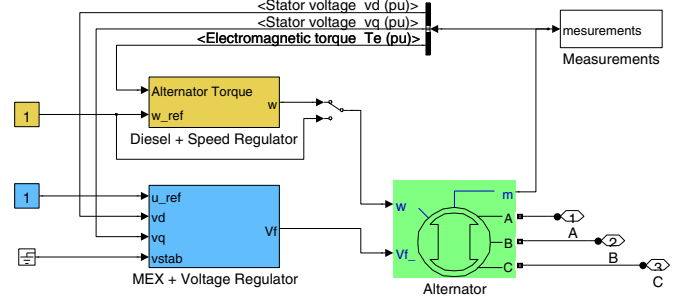 <Stator voltage vd (pu)>
<Stator voltage vq (pu)>
<Electromagnetic torque Te (pu)>
mesurements
Measurements
Alternator Torque
w
1
w_ref
Diesel + Speed Regulator
1
u_ref
vd
Vf
vq
vstab
MEX + Voltage Regulator
w
m
A
1
A
Vf_
B
2
B
C
3
C
Alternator